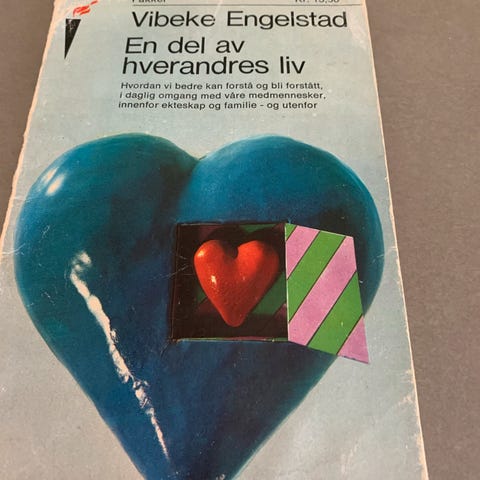 Vibeke Engelstad
En del av
hverandres liv
Hvordan vi bedre kan forstå og bli forstått,
i daglig omgang med våre medmennesker,
innenfor ekteskap og familie - og utenfor